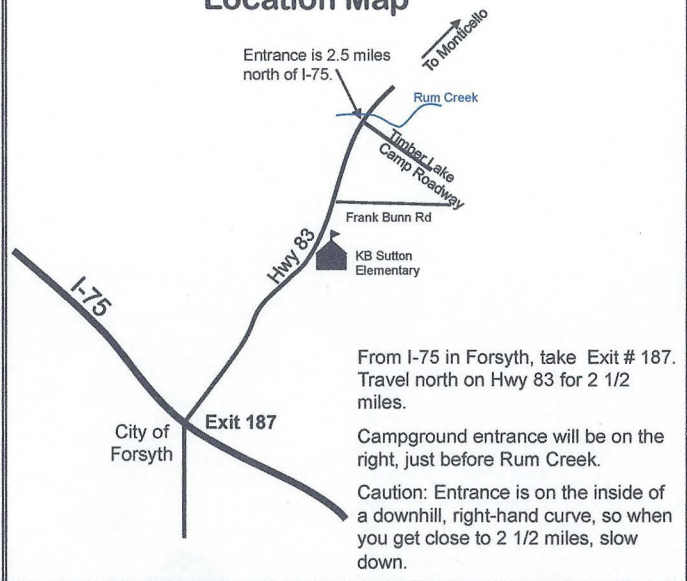 Location Map
To Monticello
Entrance is 2.5 miles
north of I-75.
Rum Creek
Timber Lake
Camp Roadway
Frank Bunn Rd
Hwy 83
KB Sutton
Elementary
I-75
From I-75 in Forsyth, take Exit # 187.
Travel north on Hwy 83 for 2 1/2
miles.
Exit 187
City of
Forsyth
Campground entrance will be on the
right, just before Rum Creek.
Caution: Entrance is on the inside of
a downhill, right-hand curve, so when
you get close to 2 1/2 miles, slow
down.